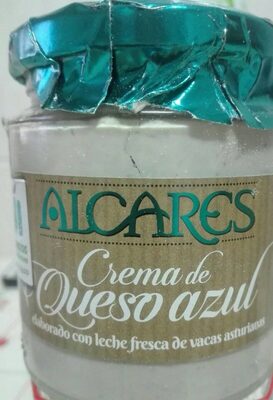 ALCARES
Crema de
Queso azul
elaborado con leche fresca de vacas asturianas